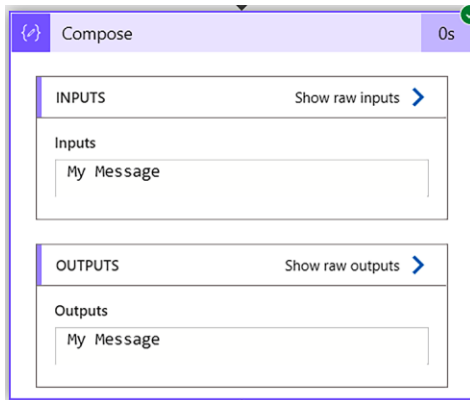 Compose 0s
INPUTS Show raw inputs
Inputs
My Message
OUTPUTS Show raw outputs
Outputs
My Message